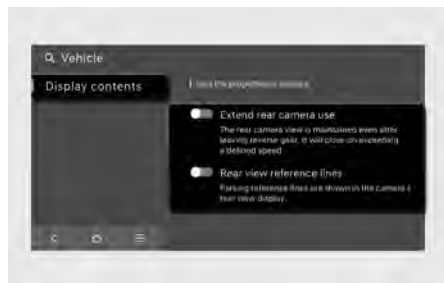 Vehicle
Display contents
Extend rear camera use
The rear camera view is maintained even after
leaving reverse gear. It will close on exceeding
a defined speed
Rear view reference lines
Parking reference lines are shown in the camera's
rear view display.